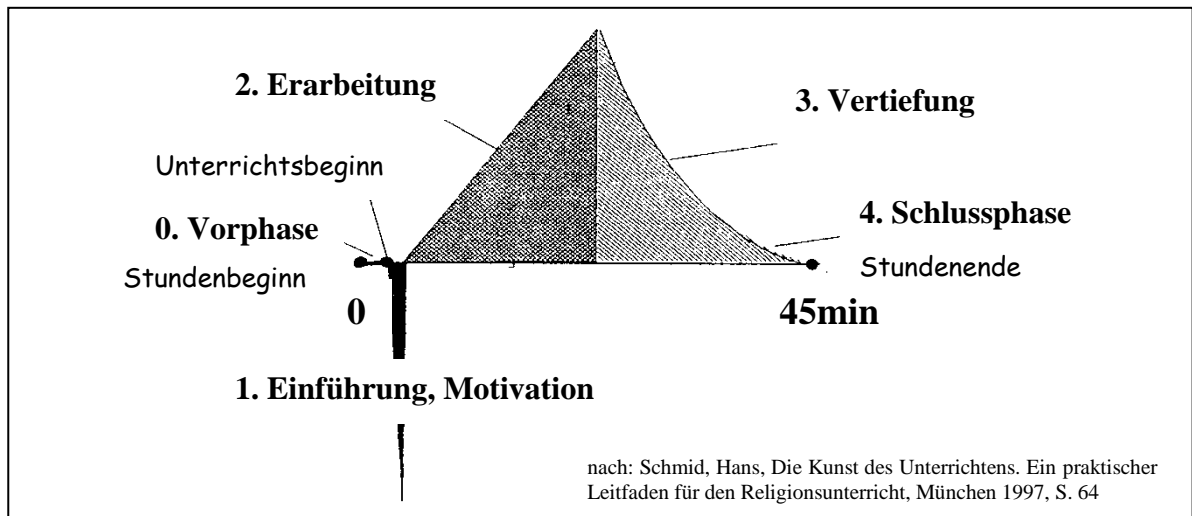 2. Erarbeitung
3. Vertiefung
Unterrichtsbeginn
0. Vorphase
4. Schlussphase
Stundenbeginn
Stundenende
0
45min
1. Einführung, Motivation
nach: Schmid, Hans, Die Kunst des Unterrichtens. Ein praktischer
Leitfaden für den Religionsunterricht, München 1997, S. 64